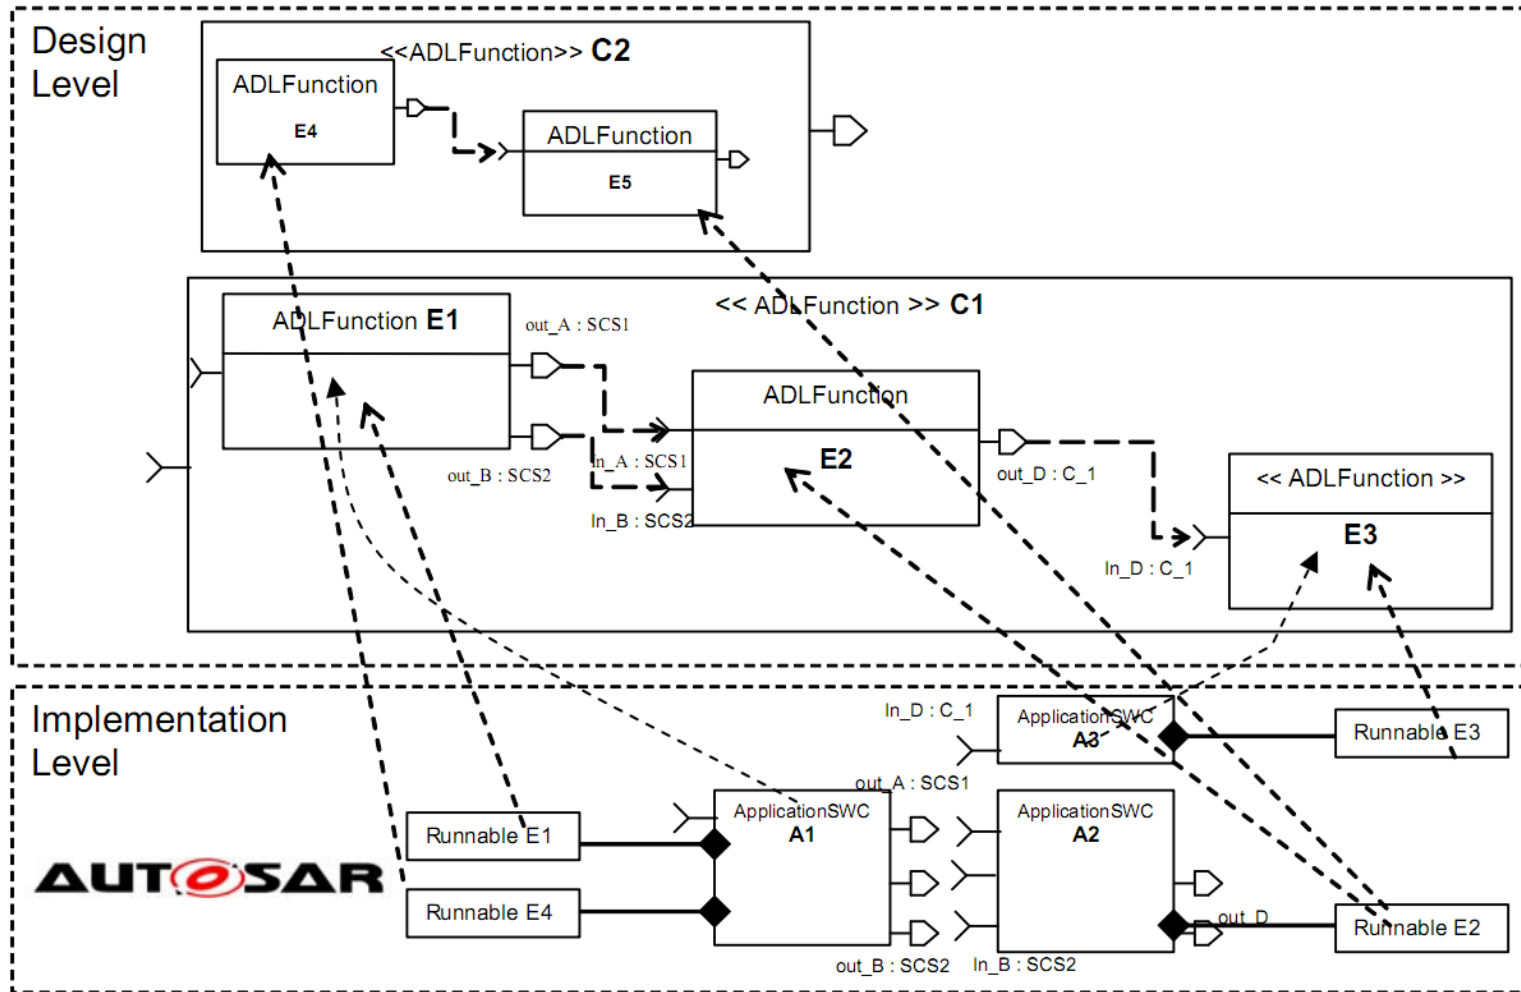 Design
Level
<<ADLFunction>> C2
ADLFunction
E4
ADLFunction
E5
<< ADLFunction >> C1
ADLFunction E1
out_A : SCS1
out_B : SCS2
in_A : SCS1
In_B : SCS2
ADLFunction
E2
out_D : C_1
In_D : C_1
<< ADLFunction >>
E3
Implementation
Level
In_D : C_1
ApplicationSWC
A3
Runnable E3
out_A : SCS1
Runnable E1
ApplicationSWC
A1
ApplicationSWC
A2
AUTOSAR
Runnable E4
out_D
Runnable E2
out_B : SCS2
In_B : SCS2